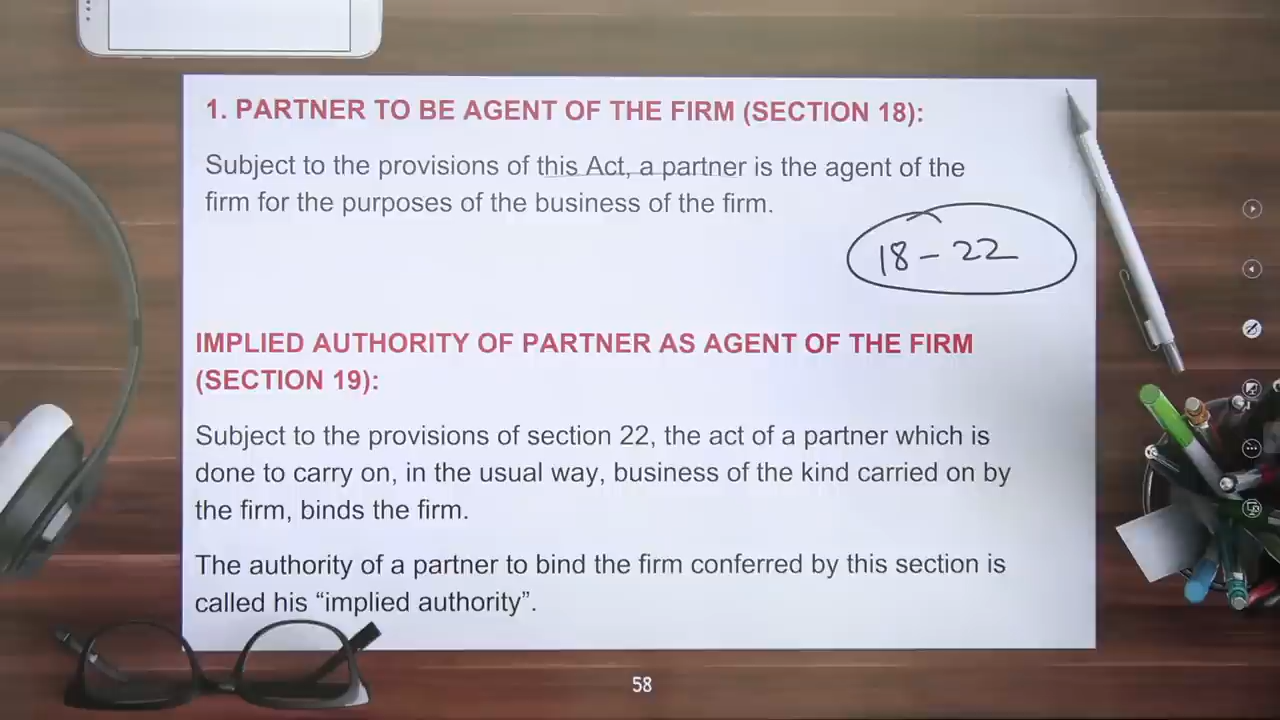 1. PARTNER TO BE AGENT OF THE FIRM (SECTION 18):
Subject to the provisions of this Act, a partner is the agent of the
firm for the purposes of the business of the firm.
18 – 22
IMPLIED AUTHORITY OF PARTNER AS AGENT OF THE FIRM
(SECTION 19):
Subject to the provisions of section 22, the act of a partner which is
done to carry on, in the usual way, business of the kind carried on by
the firm, binds the firm.
The authority of a partner to bind the firm conferred by this section is
called his “implied authority”.
58